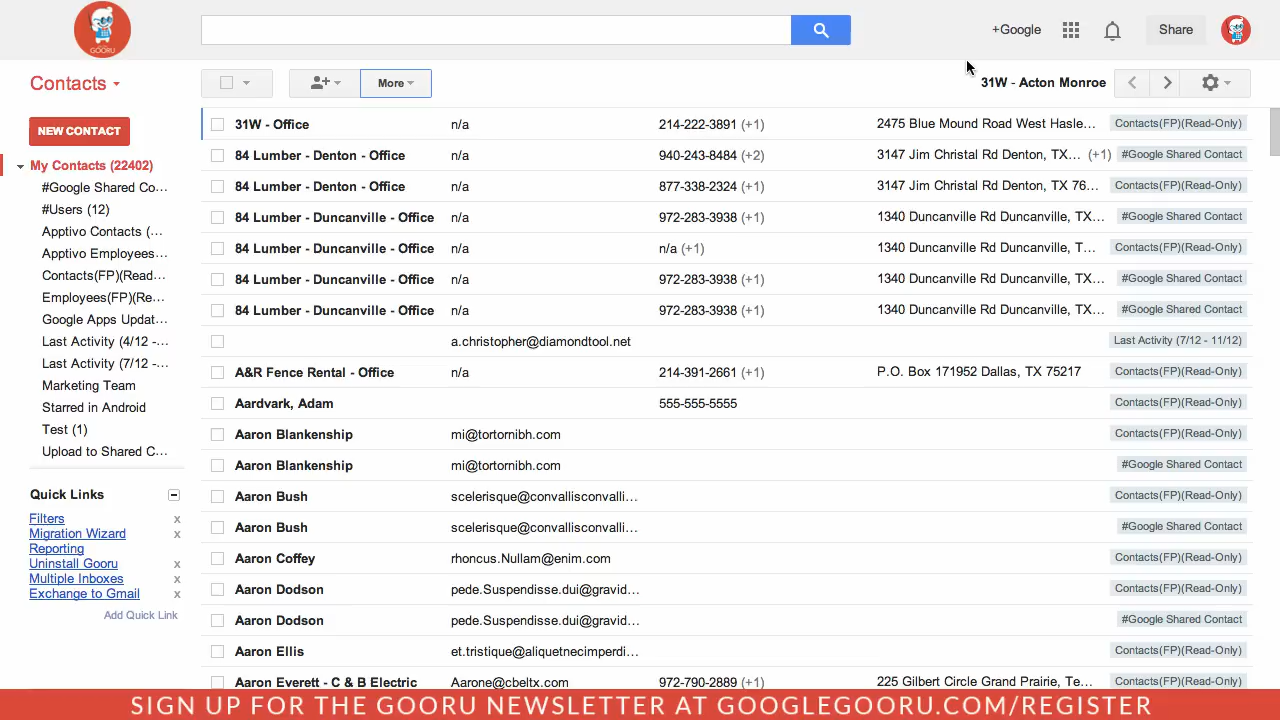 GOORU
+Google
Share
Contacts
More
31W - Acton Monroe
NEW CONTACT
My Contacts (22402)
#Google Shared Co...
#Users (12)
Apptivo Contacts (...
Apptivo Employees...
Contacts(FP)(Read...
Employees(FP)(Re...
Google Apps Updat...
Last Activity (4/12 -...
Last Activity (7/12 -...
Marketing Team
Starred in Android
Test (1)
Upload to Shared C...
Quick Links
Filters x
Migration Wizard x
Reporting
Uninstall Gooru x
Multiple Inboxes x
Exchange to Gmail x
Add Quick Link
31W - Office n/a 214-222-3891 (+1) 2475 Blue Mound Road West Hasle... Contacts(FP)(Read-Only)
84 Lumber - Denton - Office n/a 940-243-8484 (+2) 3147 Jim Christal Rd Denton, TX... (+1) #Google Shared Contact
84 Lumber - Denton - Office n/a 877-338-2324 (+1) 3147 Jim Christal Rd Denton, TX 76... Contacts(FP)(Read-Only)
84 Lumber - Duncanville - Office n/a 972-283-3938 (+1) 1340 Duncanville Rd Duncanville, TX... #Google Shared Contact
84 Lumber - Duncanville - Office n/a n/a (+1) 1340 Duncanville Rd Duncanville, T... Contacts(FP)(Read-Only)
84 Lumber - Duncanville - Office n/a 972-283-3938 (+1) 1340 Duncanville Rd Duncanville, TX... #Google Shared Contact
84 Lumber - Duncanville - Office n/a 972-283-3938 (+1) 1340 Duncanville Rd Duncanville, TX... #Google Shared Contact
a.christopher@diamondtool.net Last Activity (7/12 - 11/12)
A&R Fence Rental - Office n/a 214-391-2661 (+1) P.O. Box 171952 Dallas, TX 75217 Contacts(FP)(Read-Only)
Aardvark, Adam 555-555-5555 Contacts(FP)(Read-Only)
Aaron Blankenship mi@tortornibh.com Contacts(FP)(Read-Only)
Aaron Blankenship mi@tortornibh.com #Google Shared Contact
Aaron Bush scelerisque@convallisconvalli... Contacts(FP)(Read-Only)
Aaron Bush scelerisque@convallisconvalli... #Google Shared Contact
Aaron Coffey rhoncus.Nullam@enim.com Contacts(FP)(Read-Only)
Aaron Dodson pede.Suspendisse.dui@gravid... Contacts(FP)(Read-Only)
Aaron Dodson pede.Suspendisse.dui@gravid... #Google Shared Contact
Aaron Ellis et.tristique@aliquetnecimperdi... Contacts(FP)(Read-Only)
Aaron Everett - C & B Electric Aarone@cbeltx.com 972-790-2889 (+1) 225 Gilbert Circle Grand Prairie, Te... Contacts(FP)(Read-Only)
SIGN UP FOR THE GOORU NEWSLETTER AT GOOGLEGOORU.COM/REGISTER